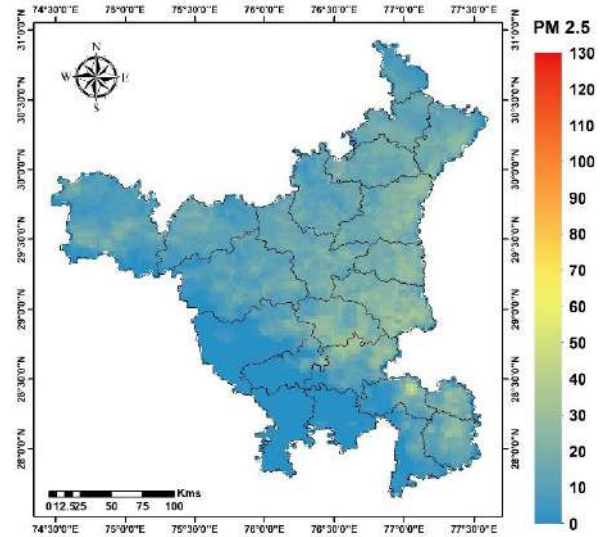 74°30'0"E 75°0'0"E 75°30'0"E 76°0'0"E 76°30'0"E 77°0'0"E 77°30'0"E
PM 2.5
N
W E
S
31°0'0"N 31°0'0"N
30°30'0"N 30°30'0"N
30°0'0"N 30°0'0"N
29°30'0"N 29°30'0"N
29°0'0"N 29°0'0"N
28°30'0"N 28°30'0"N
28°0'0"N 28°0'0"N
130
120
110
100
90
80
70
60
50
40
30
20
10
0
Kms
0 12.5 25 50 75 100
74°30'0"E 75°0'0"E 75°30'0"E 76°0'0"E 76°30'0"E 77°0'0"E 77°30'0"E